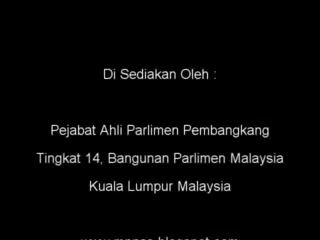 Di Sediakan Oleh :
Pejabat Ahli Parlimen Pembangkang
Tingkat 14, Bangunan Parlimen Malaysia
Kuala Lumpur Malaysia